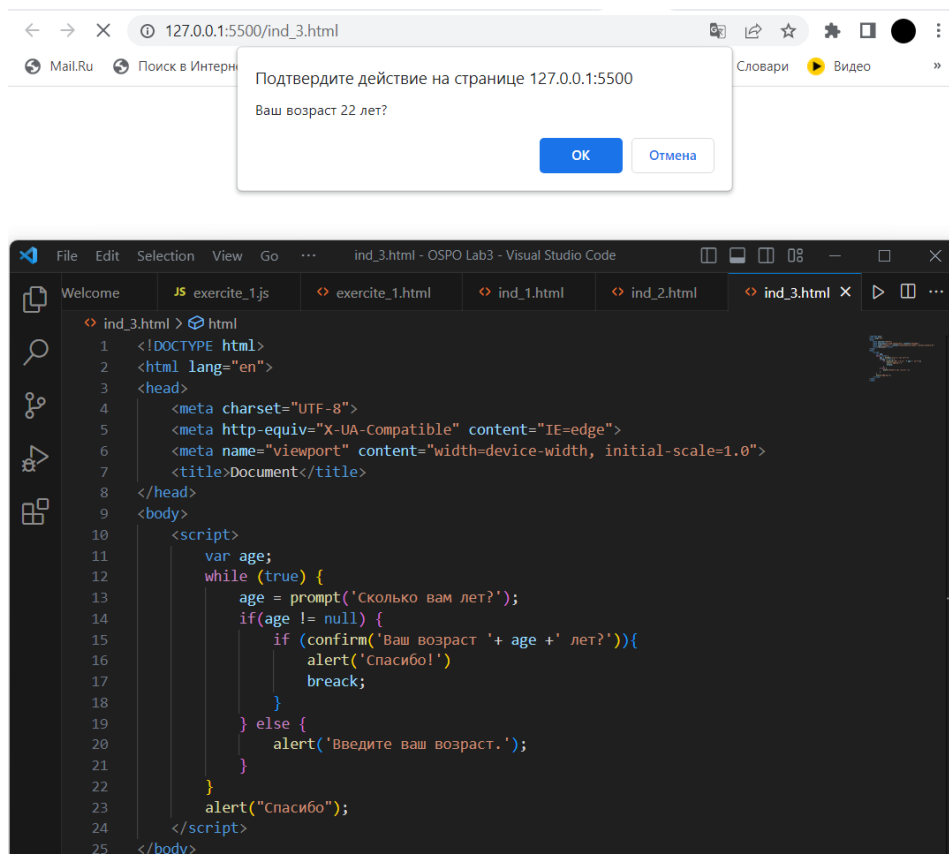 127.0.0.1:5500/ind_3.html
Mail.Ru Поиск в Интерн Словари Видео »
Подтвердите действие на странице 127.0.0.1:5500
Ваш возраст 22 лет?
ОК Отмена
File Edit Selection View Go ··· ind_3.html - OSPO Lab3 - Visual Studio Code
Welcome JS exercite_1.js <> exercite_1.html <> ind_1.html <> ind_2.html <> ind_3.html
<> ind_3.html > html
1 <!DOCTYPE html>
2 <html lang="en">
3 <head>
4 <meta charset="UTF-8">
5 <meta http-equiv="X-UA-Compatible" content="IE=edge">
6 <meta name="viewport" content="width=device-width, initial-scale=1.0">
7 <title>Document</title>
8 </head>
9 <body>
10 <script>
11 var age;
12 while (true) {
13 age = prompt('Сколько вам лет?');
14 if(age != null) {
15 if (confirm('Ваш возраст '+ age +' лет?')){
16 alert('Спасибо!')
17 breack;
18 }
19 } else {
20 alert('Введите ваш возраст.');
21 }
22 }
23 alert("Спасибо");
24 </script>
25 </body>